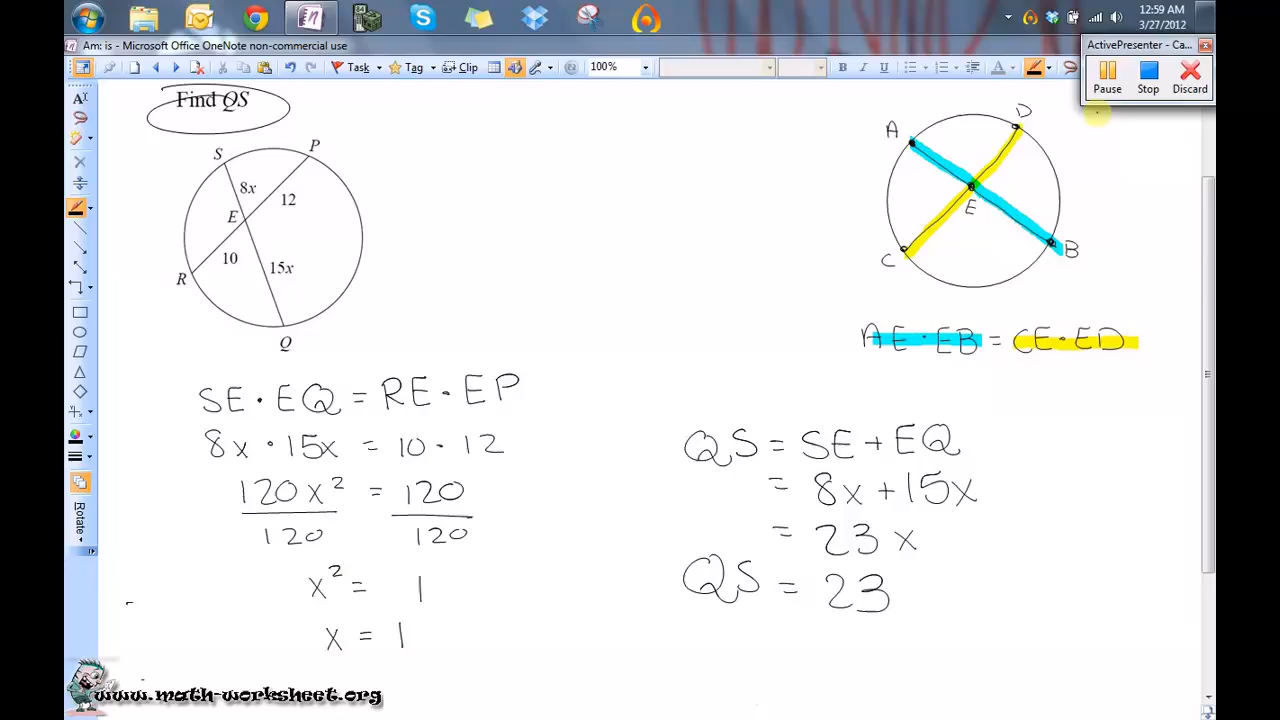 12:59 AM
3/27/2012
Am: is - Microsoft Office OneNote non-commercial use
ActivePresenter - Ca...
Task Tag Clip 100% B I U A
Pause Stop Discard
Find QS
S P
8x 12
E
10 15x
R
Q
A D
E
C B
AE · EB = CE · ED
SE · EQ = RE · EP
8x · 15x = 10 · 12
120x² = 120
120 120
x² = 1
x = 1
QS = SE + EQ
= 8x + 15x
= 23x
QS = 23
Rotate
www.math-worksheet.org